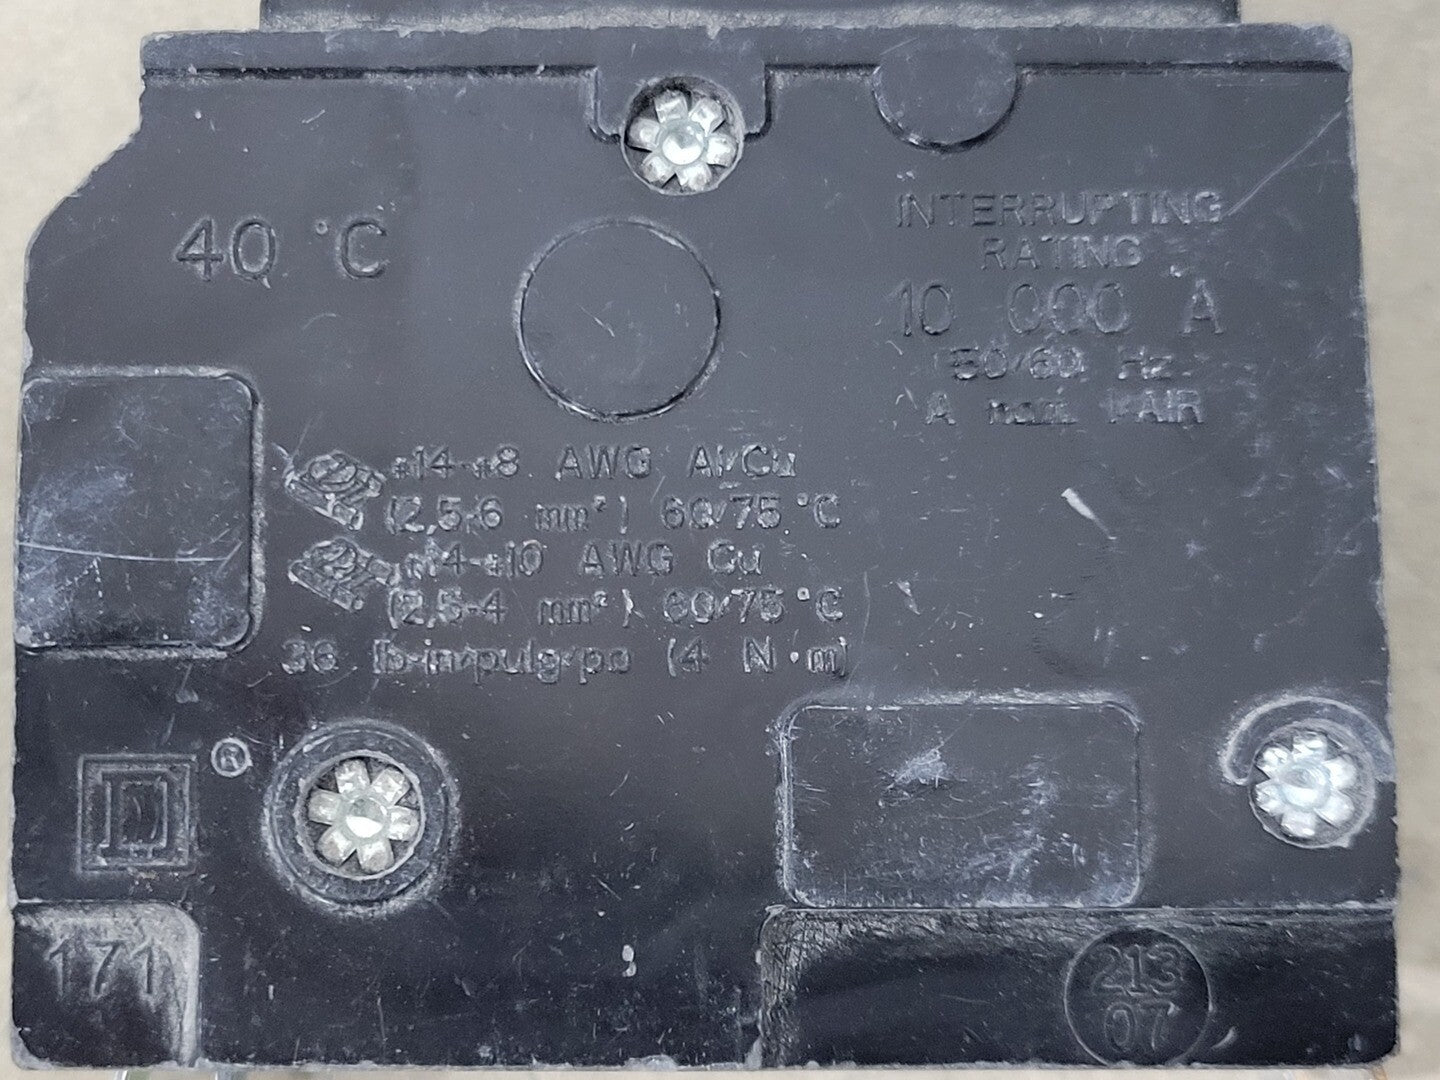 40 °C
INTERRUPTING
RATING
10 000 A
50/60 Hz
A nom. PAIR
#14-#8 AWG Al-Cu
(2,5-6 mm²) 60/75 °C
#14-#10 AWG Cu
(2,5-4 mm²) 60/75 °C
36 lb-in/pulg/po (4 N·m)
D ®
171
213
07